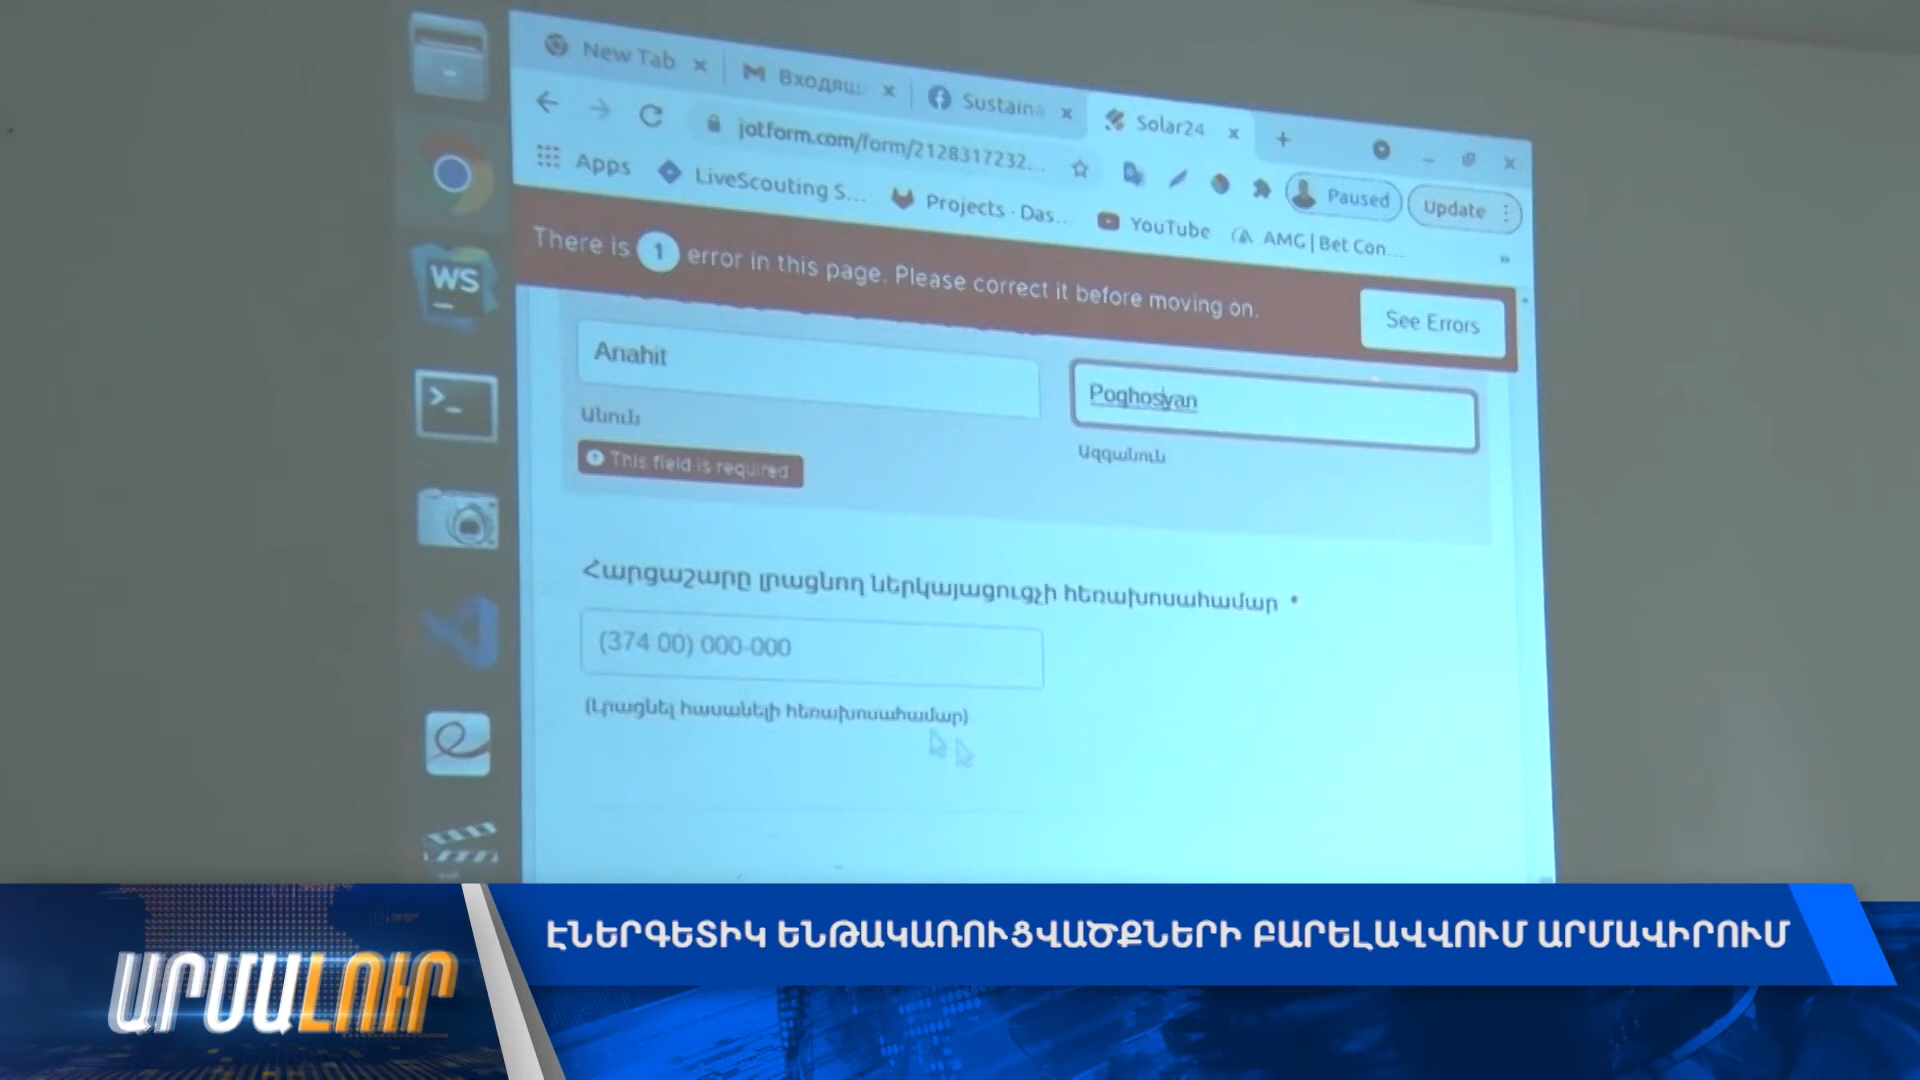 New Tab
Входящ
Sustaina
Solar24
jotform.com/form/2128317232...
Paused
Update
Apps
LiveScouting S...
Projects · Das...
YouTube
AMG | Bet Con...
There is 1 error in this page. Please correct it before moving on.
See Errors
Anahit
Poghosyan
Անուն
Ազգանուն
This field is required
WS
Հարցաշարը լրացնող ներկայացուցչի հեռախոսահամար *
(374 00) 000-000
(Լրացնել հասանելի հեռախոսահամար)
ԷՆԵՐԳԵՏԻԿ ԵՆԹԱԿԱՌՈՒՑՎԱԾՔՆԵՐԻ ԲԱՐԵԼԱՎՎՈՒՄ ԱՐՄԱՎԻՐՈՒՄ
ԱՐՄԱԼՈՒՐ